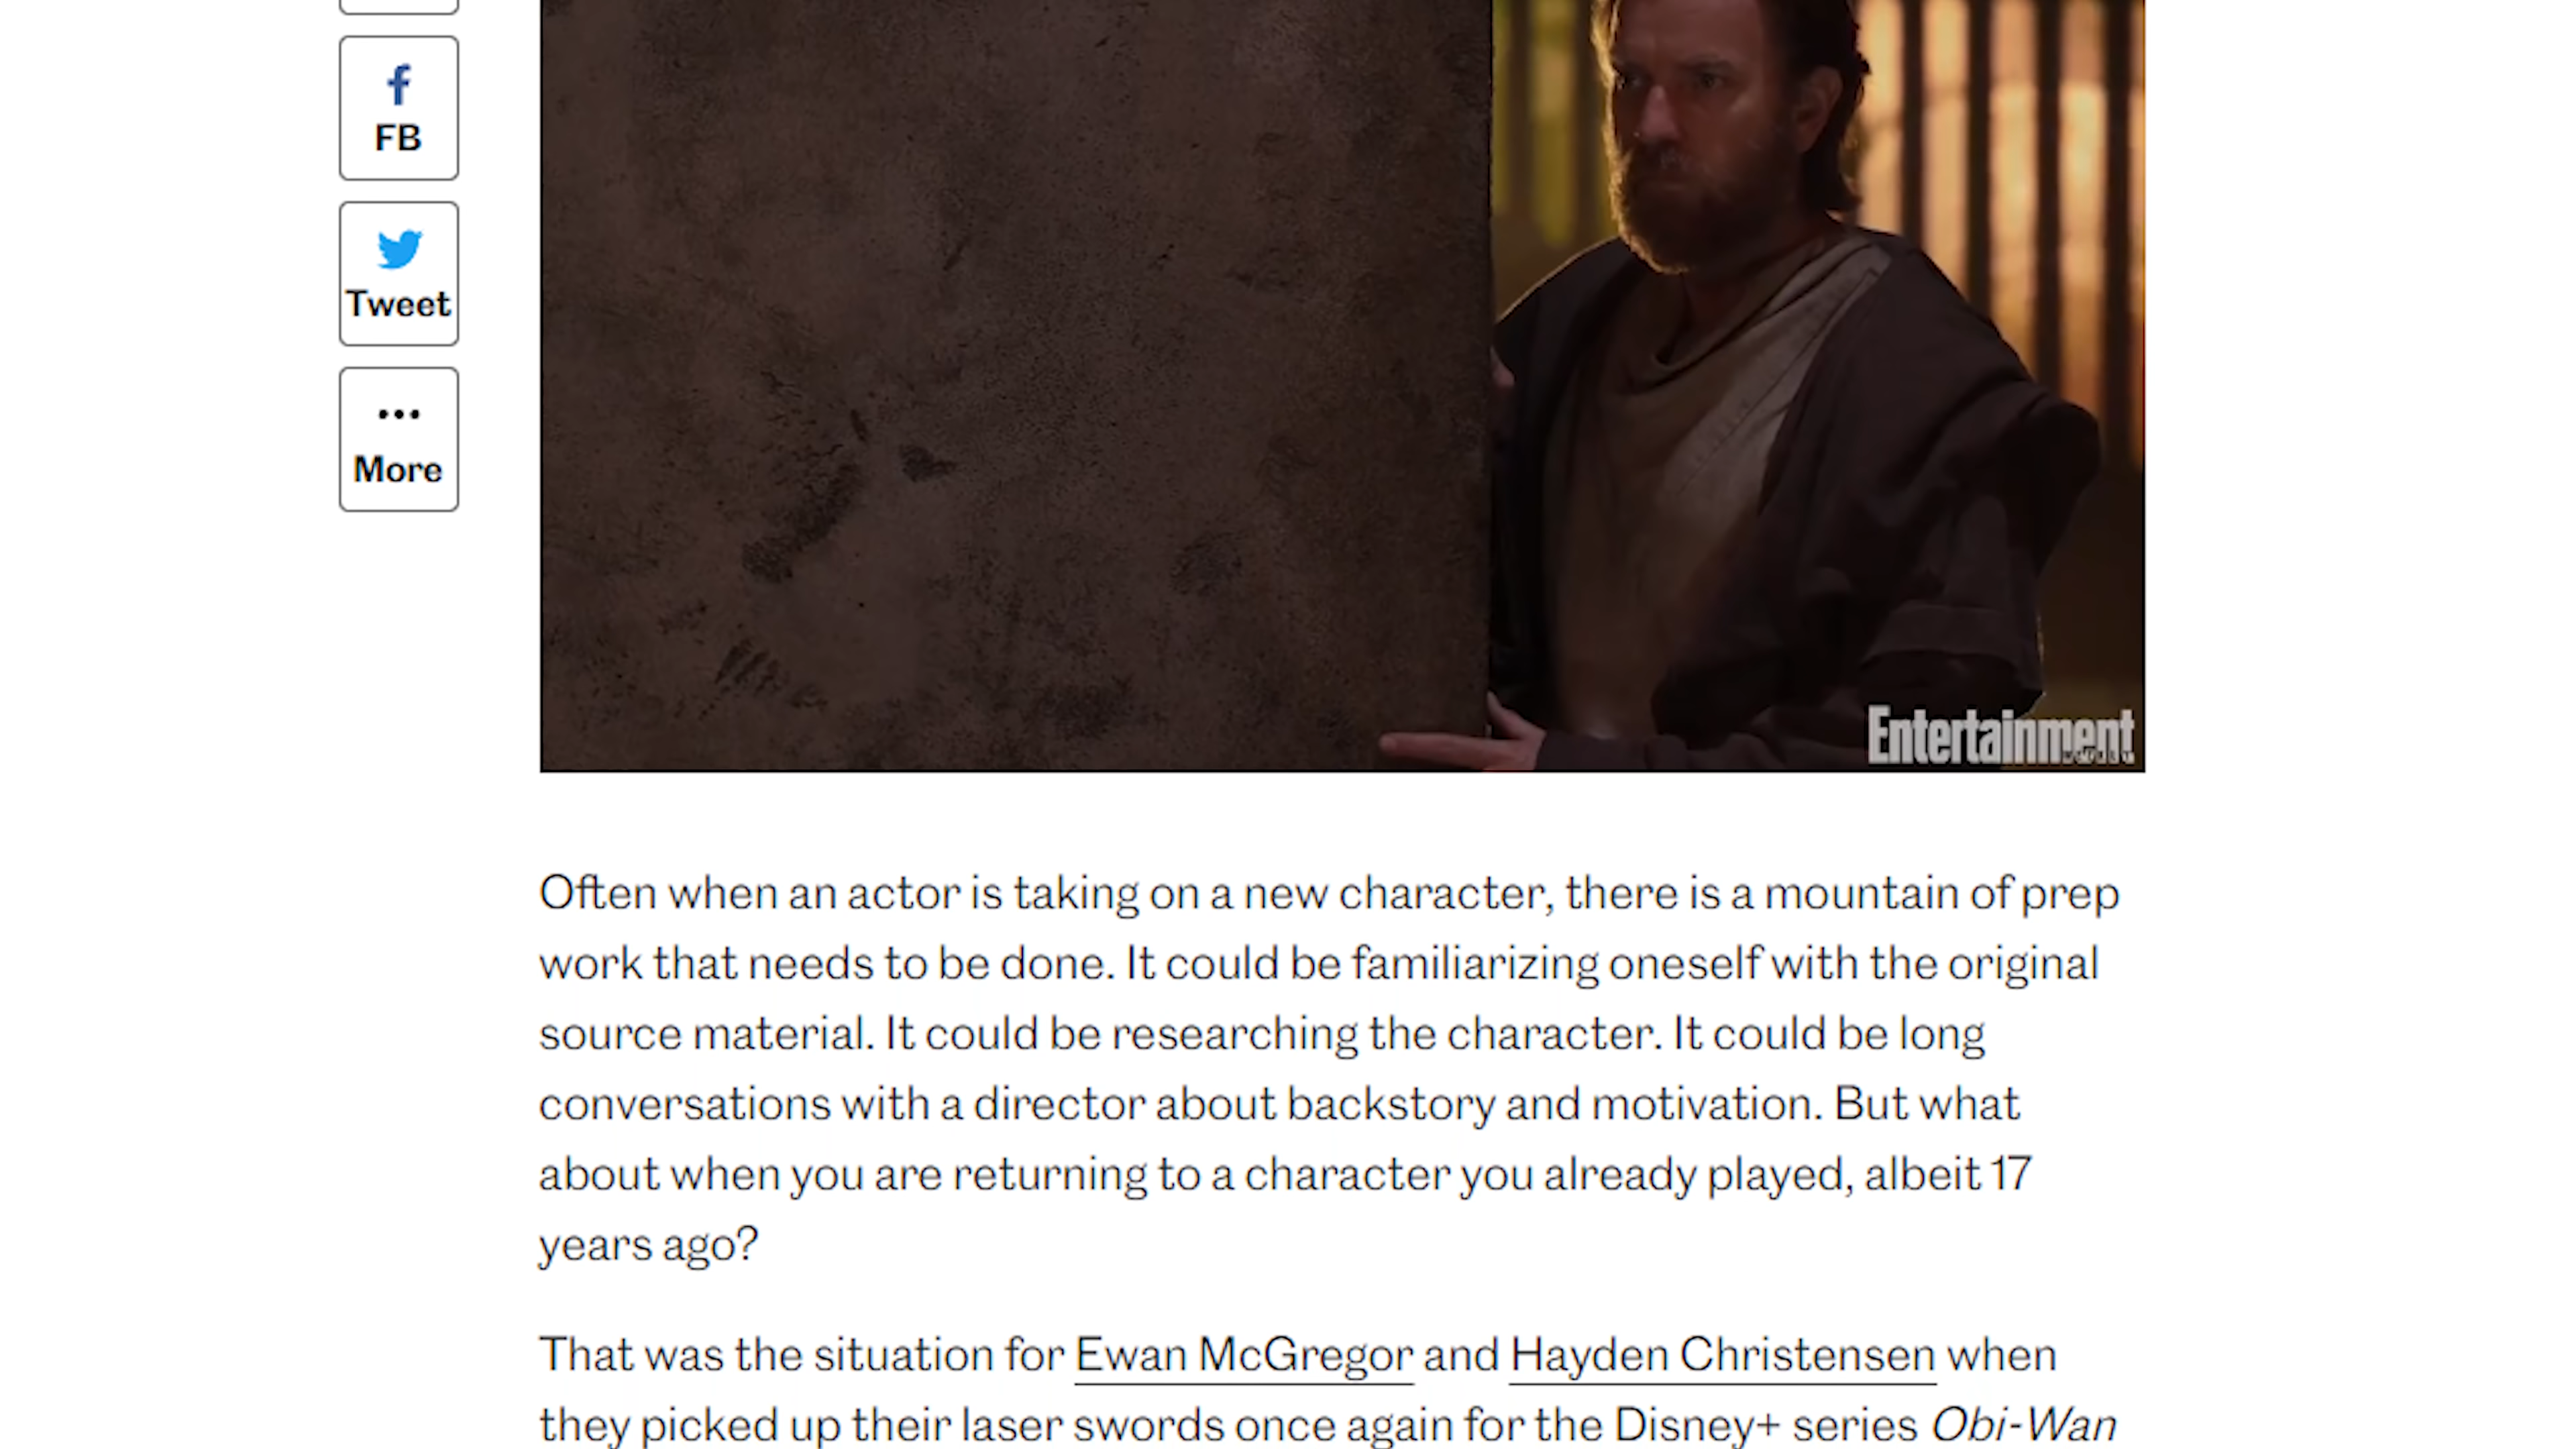 FB
Tweet
More
Entertainment
WEEKLY
Often when an actor is taking on a new character, there is a mountain of prep
work that needs to be done. It could be familiarizing oneself with the original
source material. It could be researching the character. It could be long
conversations with a director about backstory and motivation. But what
about when you are returning to a character you already played, albeit 17
years ago?
That was the situation for Ewan McGregor and Hayden Christensen when
they picked up their laser swords once again for the Disney+ series Obi-Wan